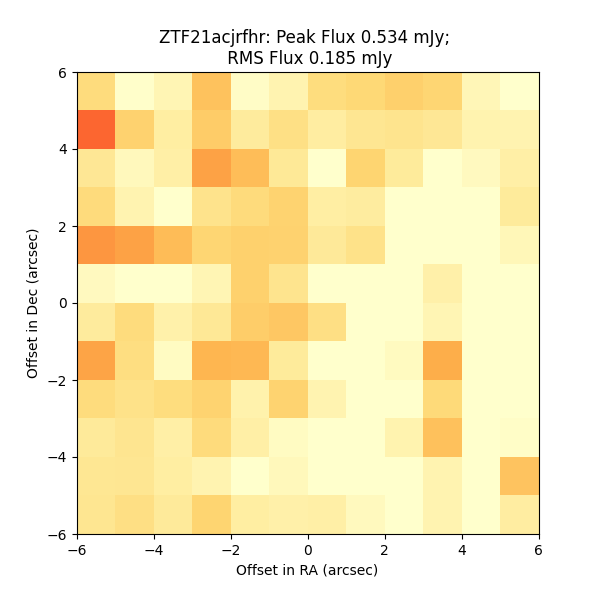 ZTF21acjrfhr: Peak Flux 0.534 mJy;
RMS Flux 0.185 mJy
6
4
2
0
−2
−4
−6
Offset in Dec (arcsec)
−6 −4 −2 0 2 4 6
Offset in RA (arcsec)